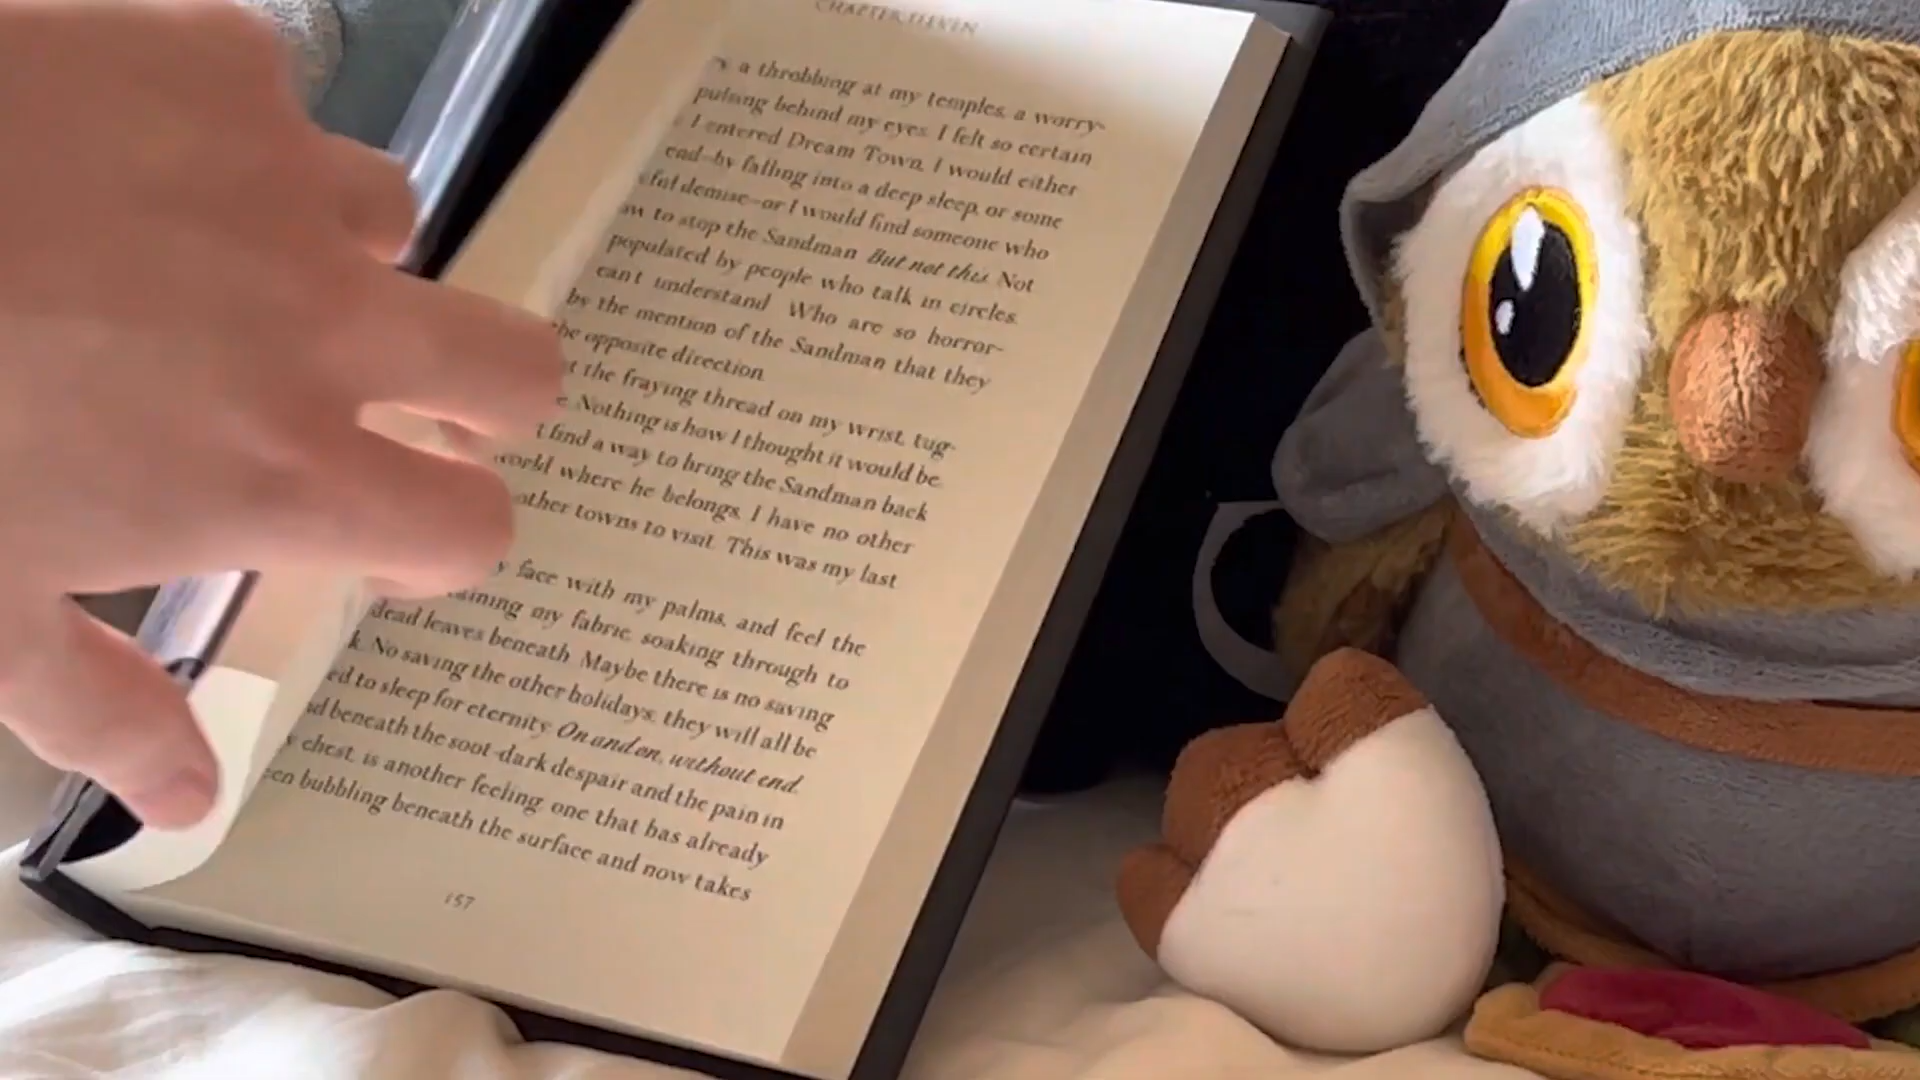 CHAPTER ELEVEN
a throbbing at my temples, a worry-
pulsing behind my eyes. I felt so certain
I entered Dream Town, I would either
end—by falling into a deep sleep, or some
demise—or I would find someone who
to stop the Sandman. But not this. Not
populated by people who talk in circles.
can't understand. Who are so horror-
by the mention of the Sandman that they
the opposite direction.
the fraying thread on my wrist, tug-
Nothing is how I thought it would be.
find a way to bring the Sandman back
world where he belongs. I have no other
other towns to visit. This was my last
face with my palms, and feel the
my fabric, soaking through to
dead leaves beneath. Maybe there is no saving
No saving the other holidays, they will all be
to sleep for eternity. On and on, without end.
beneath the soot-dark despair and the pain in
chest, is another feeling, one that has already
bubbling beneath the surface and now takes
157